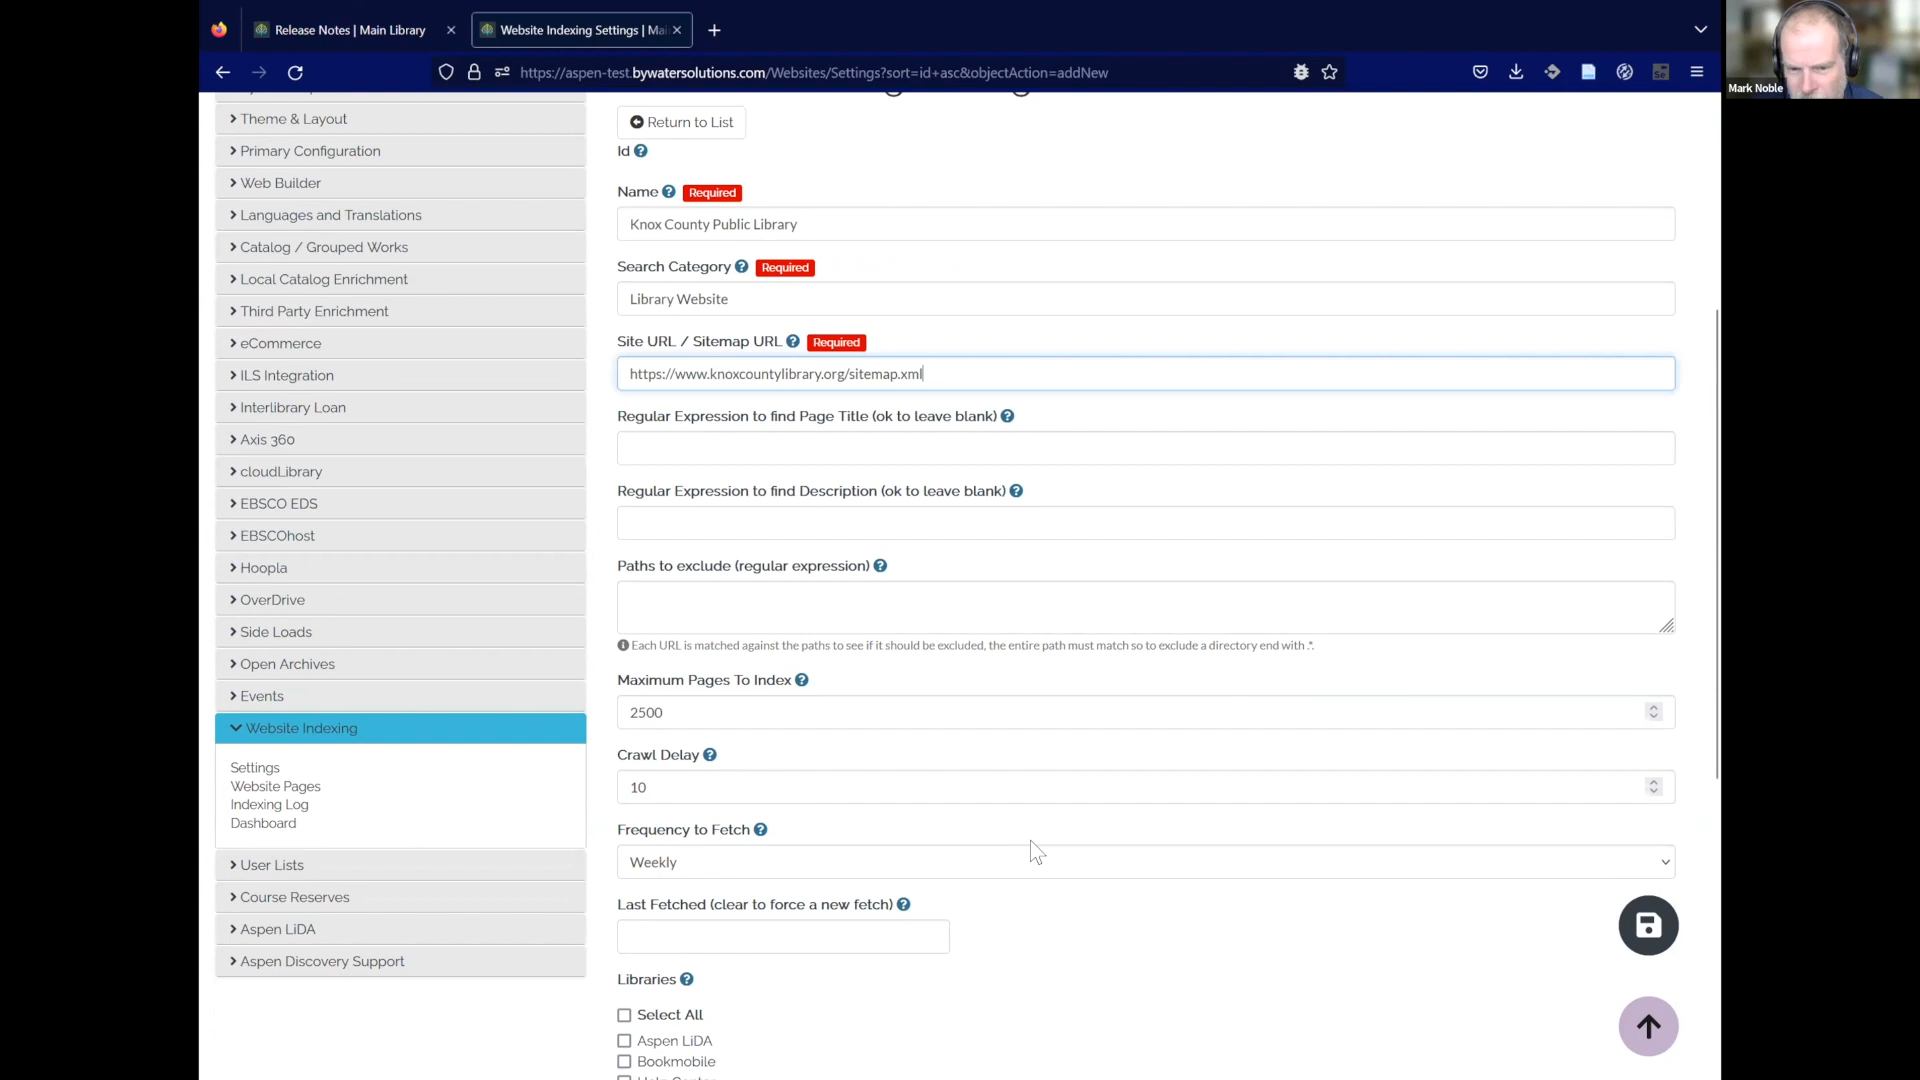 Release Notes | Main Library
Website Indexing Settings | Ma
https://aspen-test.bywatersolutions.com/Websites/Settings?sort=id+asc&objectAction=addNew
Mark Noble
Theme & Layout
Primary Configuration
Web Builder
Languages and Translations
Catalog / Grouped Works
Local Catalog Enrichment
Third Party Enrichment
eCommerce
ILS Integration
Interlibrary Loan
Axis 360
cloudLibrary
EBSCO EDS
EBSCOhost
Hoopla
OverDrive
Side Loads
Open Archives
Events
Website Indexing
Settings
Website Pages
Indexing Log
Dashboard
User Lists
Course Reserves
Aspen LiDA
Aspen Discovery Support
Return to List
Id
Name Required
Knox County Public Library
Search Category Required
Library Website
Site URL / Sitemap URL Required
https://www.knoxcountylibrary.org/sitemap.xml
Regular Expression to find Page Title (ok to leave blank)
Regular Expression to find Description (ok to leave blank)
Paths to exclude (regular expression)
Each URL is matched against the paths to see if it should be excluded, the entire path must match so to exclude a directory end with .*.
Maximum Pages To Index
2500
Crawl Delay
10
Frequency to Fetch
Weekly
Last Fetched (clear to force a new fetch)
Libraries
Select All
Aspen LiDA
Bookmobile